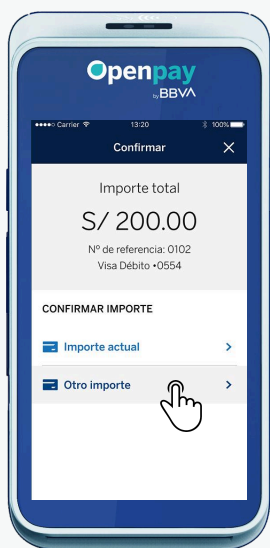 Openpay
by BBVA
Carrier 13:20 100%
Confirmar
Importe total
S/ 200.00
Nº de referencia: 0102
Visa Débito •0554
CONFIRMAR IMPORTE
Importe actual
Otro importe